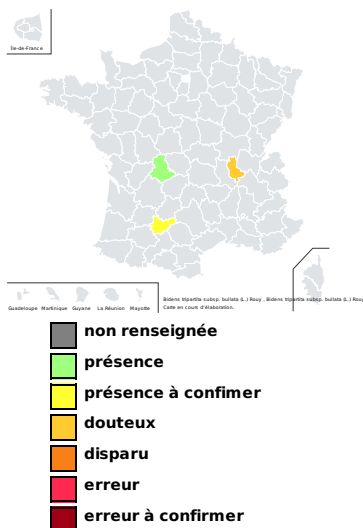 Île-de-France
Guadeloupe Martinique Guyane La Réunion Mayotte
Bidens tripartita subsp. bullata (L.) Rouy , Bidens tripartita subsp. bullata (L.) Rouy
Carte en cours d'élaboration.
non renseignée
présence
présence à confimer
douteux
disparu
erreur
erreur à confirmer